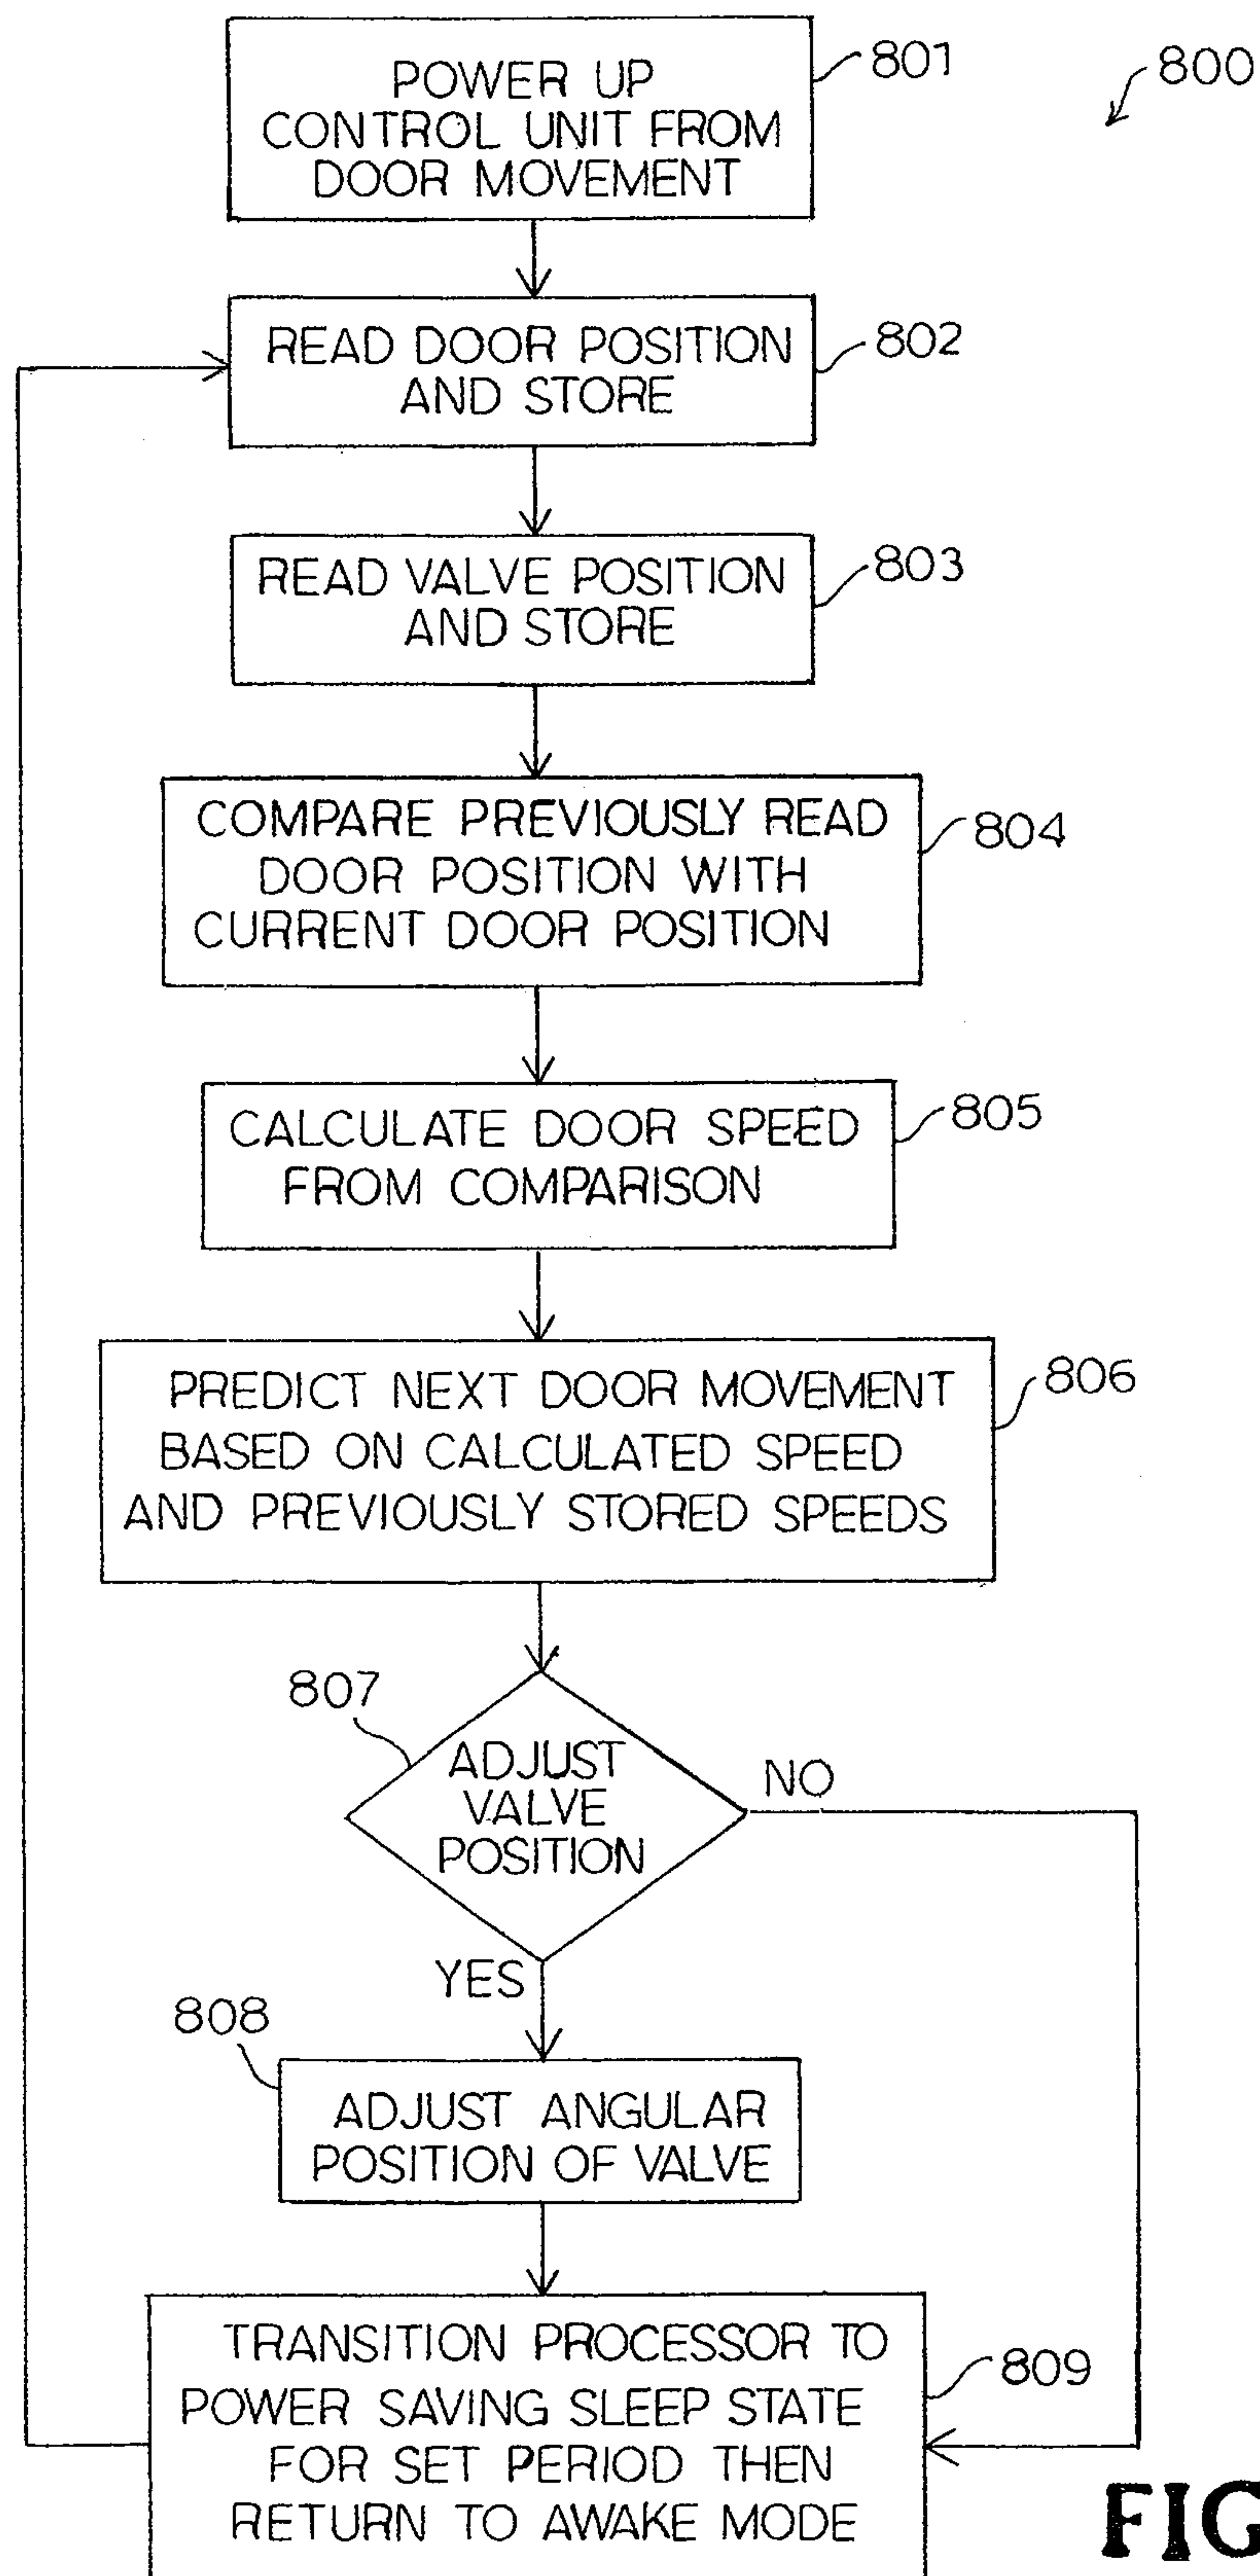 POWER UP
CONTROL UNIT FROM
DOOR MOVEMENT
801
800
READ DOOR POSITION
AND STORE
802
READ VALVE POSITION
AND STORE
803
COMPARE PREVIOUSLY READ
DOOR POSITION WITH
CURRENT DOOR POSITION
804
CALCULATE DOOR SPEED
FROM COMPARISON
805
PREDICT NEXT DOOR MOVEMENT
BASED ON CALCULATED SPEED
AND PREVIOUSLY STORED SPEEDS
806
807
ADJUST
VALVE
POSITION
NO
YES
808
ADJUST ANGULAR
POSITION OF VALVE
TRANSITION PROCESSOR TO
POWER SAVING SLEEP STATE
FOR SET PERIOD THEN
RETURN TO AWAKE MODE
809
FIG